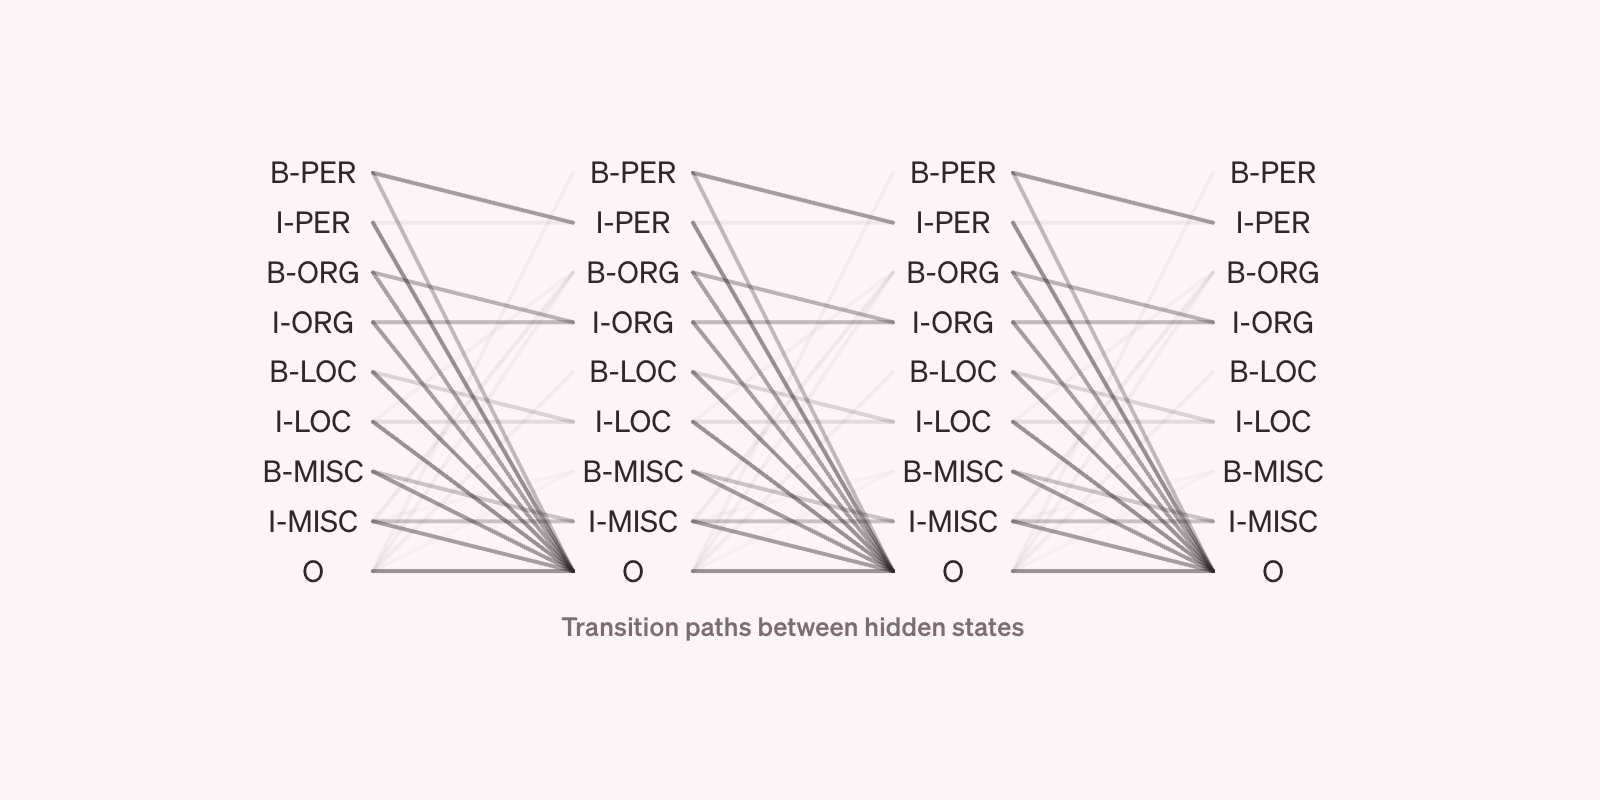 B-PER B-PER B-PER B-PER
I-PER I-PER I-PER I-PER
B-ORG B-ORG B-ORG B-ORG
I-ORG I-ORG I-ORG I-ORG
B-LOC B-LOC B-LOC B-LOC
I-LOC I-LOC I-LOC I-LOC
B-MISC B-MISC B-MISC B-MISC
I-MISC I-MISC I-MISC I-MISC
O O O O
Transition paths between hidden states